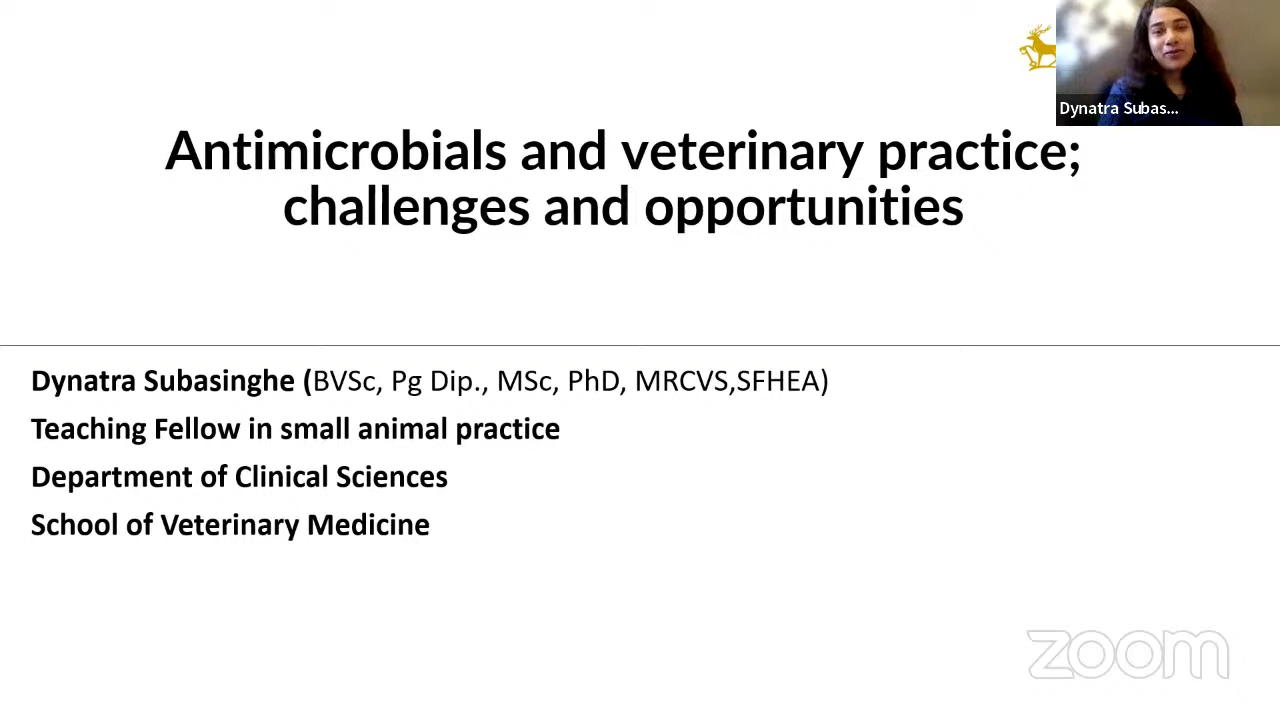 Dynatra Subas...
Antimicrobials and veterinary practice;
challenges and opportunities
Dynatra Subasinghe (BVSc, Pg Dip., MSc, PhD, MRCVS,SFHEA)
Teaching Fellow in small animal practice
Department of Clinical Sciences
School of Veterinary Medicine
zoom